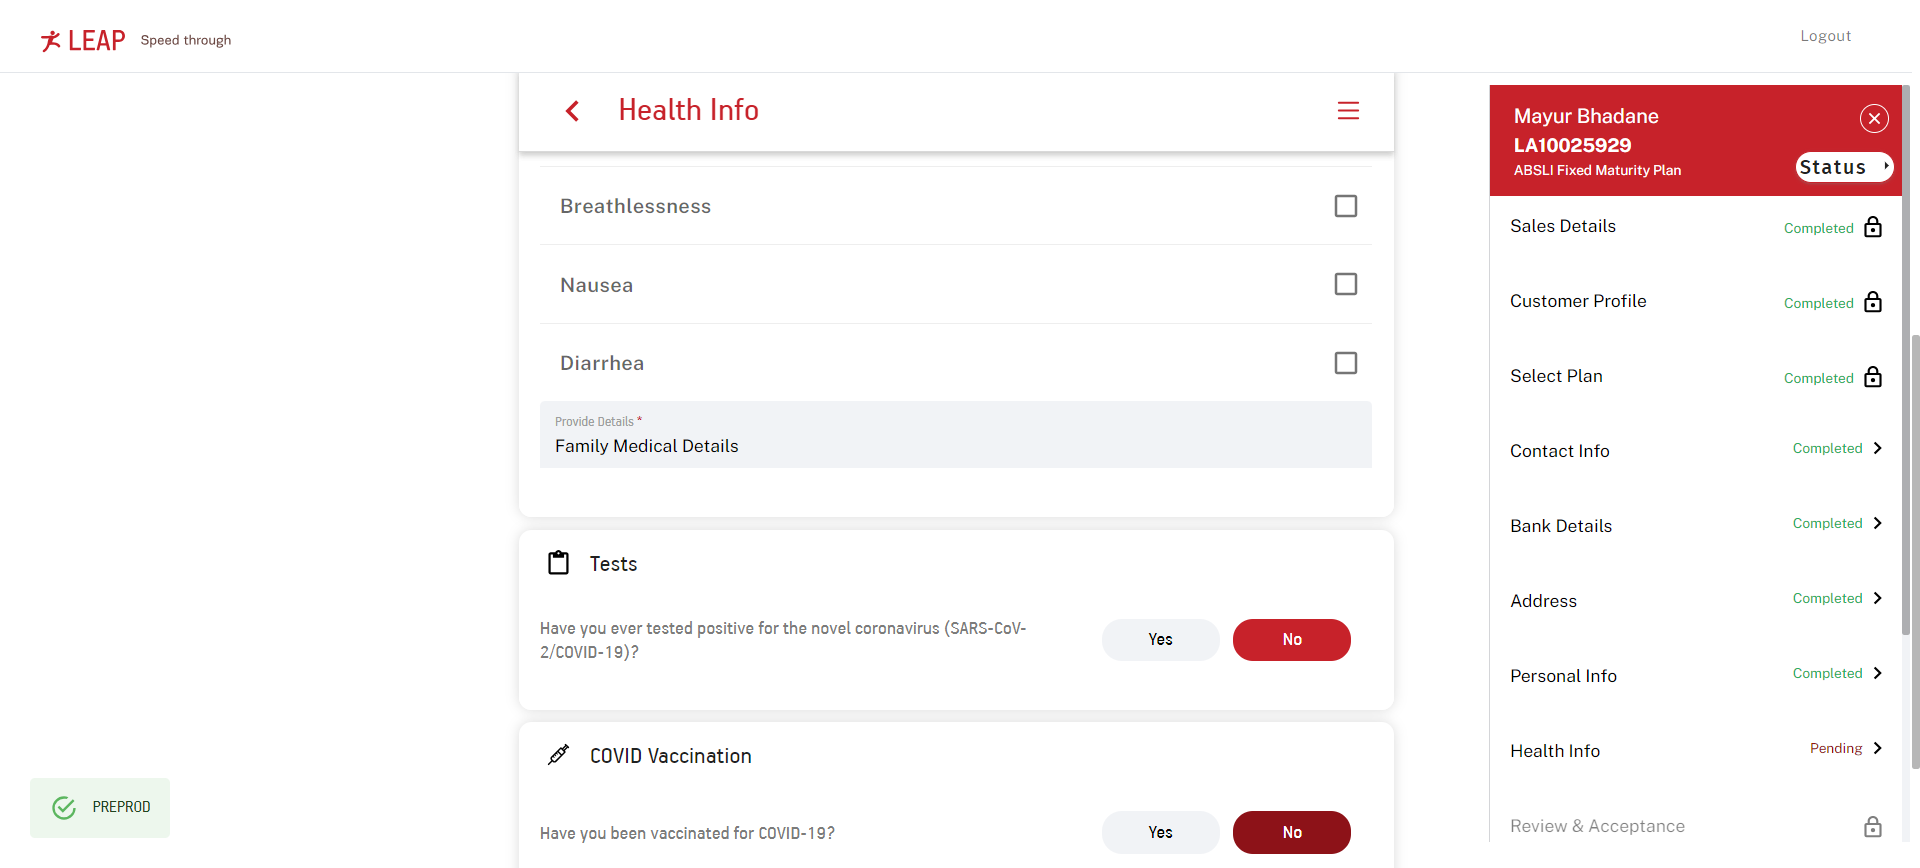 LEAP Speed through
Logout
Health Info
Breathlessness
Nausea
Diarrhea
Provide Details *
Family Medical Details
Tests
Have you ever tested positive for the novel coronavirus (SARS-CoV-
2/COVID-19)?
Yes
No
COVID Vaccination
Have you been vaccinated for COVID-19?
Yes
No
PREPROD
Mayur Bhadane
LA10025929
ABSLI Fixed Maturity Plan
Status
Sales Details Completed
Customer Profile Completed
Select Plan Completed
Contact Info Completed
Bank Details Completed
Address Completed
Personal Info Completed
Health Info Pending
Review & Acceptance